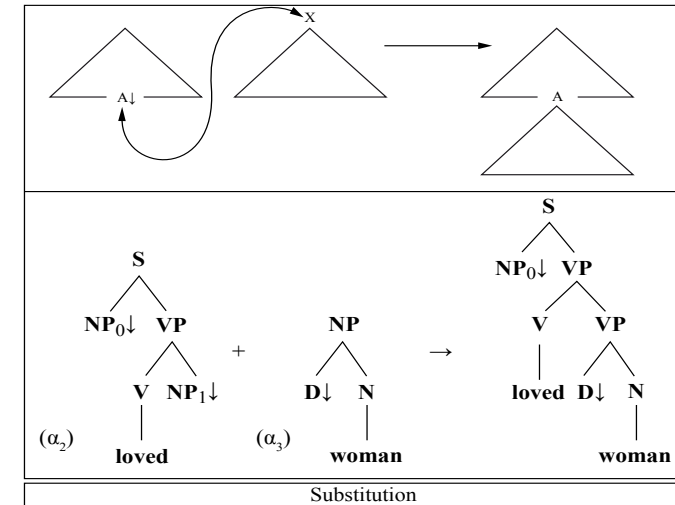 X
A↓
A
S
NP₀↓ VP
V NP₁↓
loved
(α₂)
+
NP
D↓ N
woman
(α₃)
→
S
NP₀↓ VP
V VP
loved D↓ N
woman
Substitution